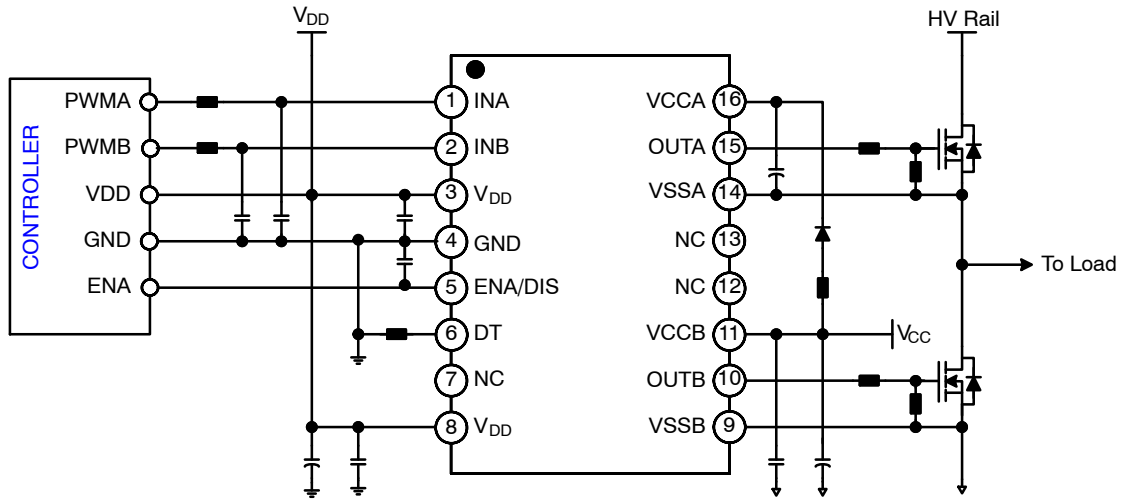 VDD
HV Rail
CONTROLLER
PWMA
PWMB
VDD
GND
ENA
1 INA
2 INB
3 VDD
4 GND
5 ENA/DIS
6 DT
7 NC
8 VDD
VCCA 16
OUTA 15
VSSA 14
NC 13
NC 12
VCCB 11
OUTB 10
VSSB 9
To Load
VCC